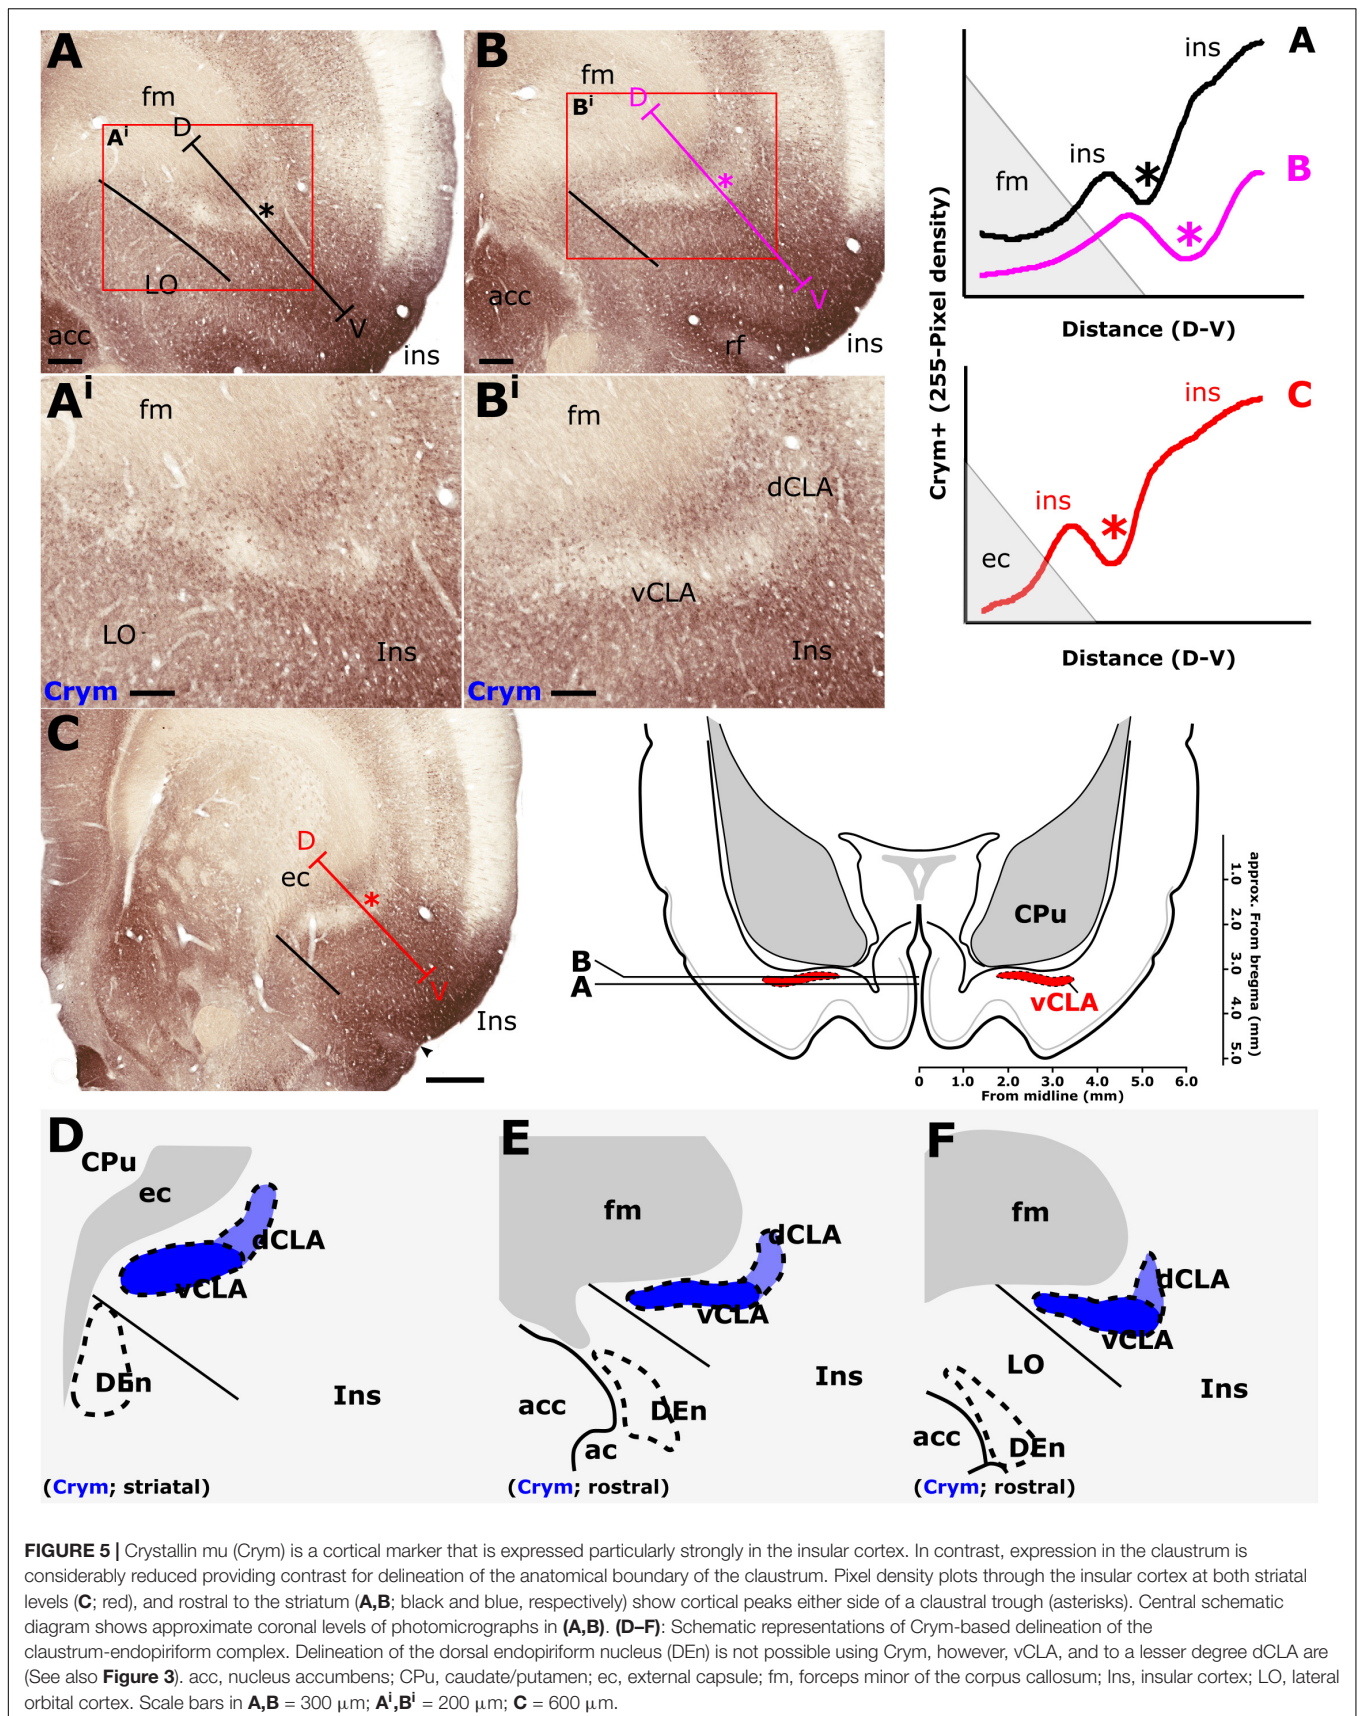 A
fm
D
Aⁱ
*
LO
V
acc
ins
B
fm
D
Bⁱ
*
acc
V
rf
ins
Aⁱ
fm
LO
Ins
Crym
Bⁱ
fm
dCLA
vCLA
Ins
Crym
Crym+ (255-Pixel density)
ins
A
ins
*
fm
B
*
Distance (D-V)
ins
C
ins
*
ec
Distance (D-V)
C
D
ec
*
V
Ins
CPu
B
A
vCLA
0 1.0 2.0 3.0 4.0 5.0 6.0
From midline (mm)
1.0 2.0 3.0 4.0 5.0
approx. From bregma (mm)
D
CPu
ec
dCLA
vCLA
DEn
Ins
(Crym; striatal)
E
fm
dCLA
vCLA
Ins
acc
DEn
ac
(Crym; rostral)
F
fm
dCLA
vCLA
LO
Ins
acc
DEn
(Crym; rostral)
FIGURE 5 | Crystallin mu (Crym) is a cortical marker that is expressed particularly strongly in the insular cortex. In contrast, expression in the claustrum is
considerably reduced providing contrast for delineation of the anatomical boundary of the claustrum. Pixel density plots through the insular cortex at both striatal
levels (C; red), and rostral to the striatum (A,B; black and blue, respectively) show cortical peaks either side of a claustral trough (asterisks). Central schematic
diagram shows approximate coronal levels of photomicrographs in (A,B). (D–F): Schematic representations of Crym-based delineation of the
claustrum-endopiriform complex. Delineation of the dorsal endopiriform nucleus (DEn) is not possible using Crym, however, vCLA, and to a lesser degree dCLA are
(See also Figure 3). acc, nucleus accumbens; CPu, caudate/putamen; ec, external capsule; fm, forceps minor of the corpus callosum; Ins, insular cortex; LO, lateral
orbital cortex. Scale bars in A,B = 300 μm; Aⁱ,Bⁱ = 200 μm; C = 600 μm.